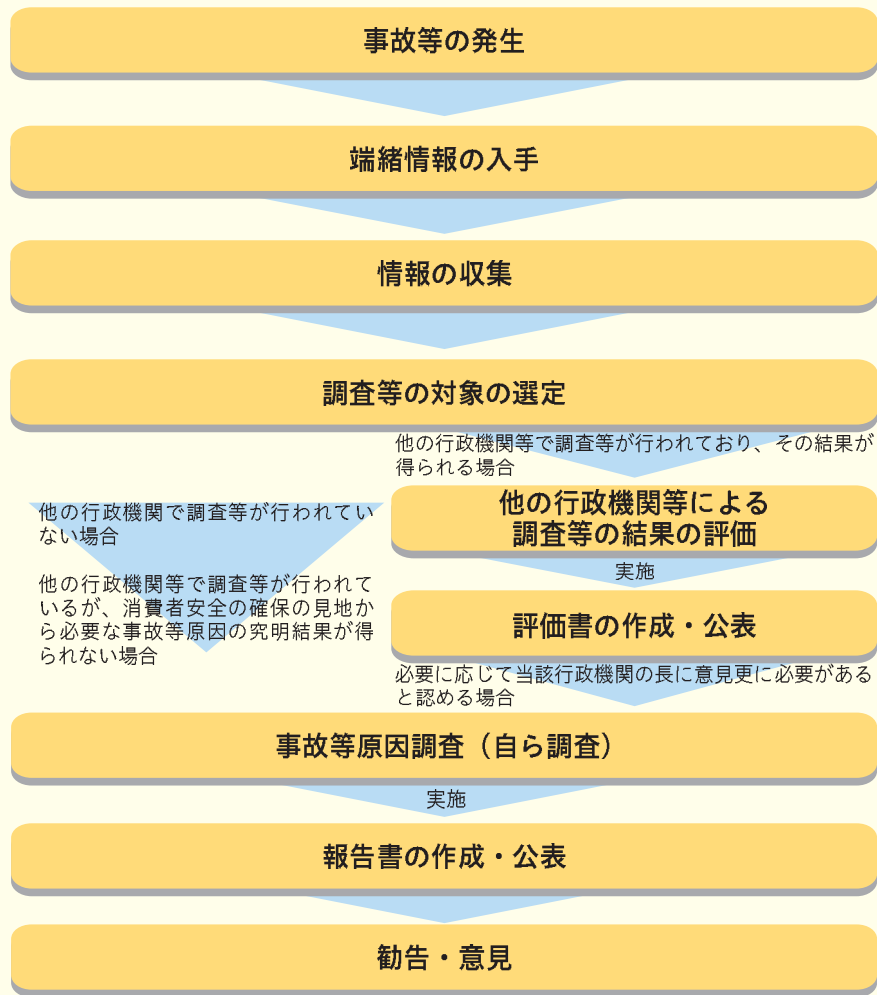 事故等の発生
端緒情報の入手
情報の収集
調査等の対象の選定
他の行政機関等で調査等が行われており、その結果が
得られる場合
他の行政機関で調査等が行われてい
ない場合
他の行政機関等で調査等が行われて
いるが、消費者安全の確保の見地か
ら必要な事故等原因の究明結果が得
られない場合
他の行政機関等による
調査等の結果の評価
実施
評価書の作成・公表
必要に応じて当該行政機関の長に意見更に必要がある
と認める場合
事故等原因調査（自ら調査）
実施
報告書の作成・公表
勧告・意見